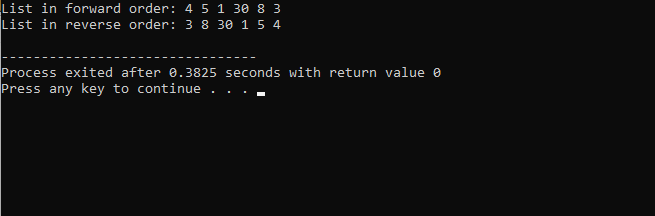 List in forward order: 4 5 1 30 8 3
List in reverse order: 3 8 30 1 5 4
--------------------------------
Process exited after 0.3825 seconds with return value 0
Press any key to continue . . .